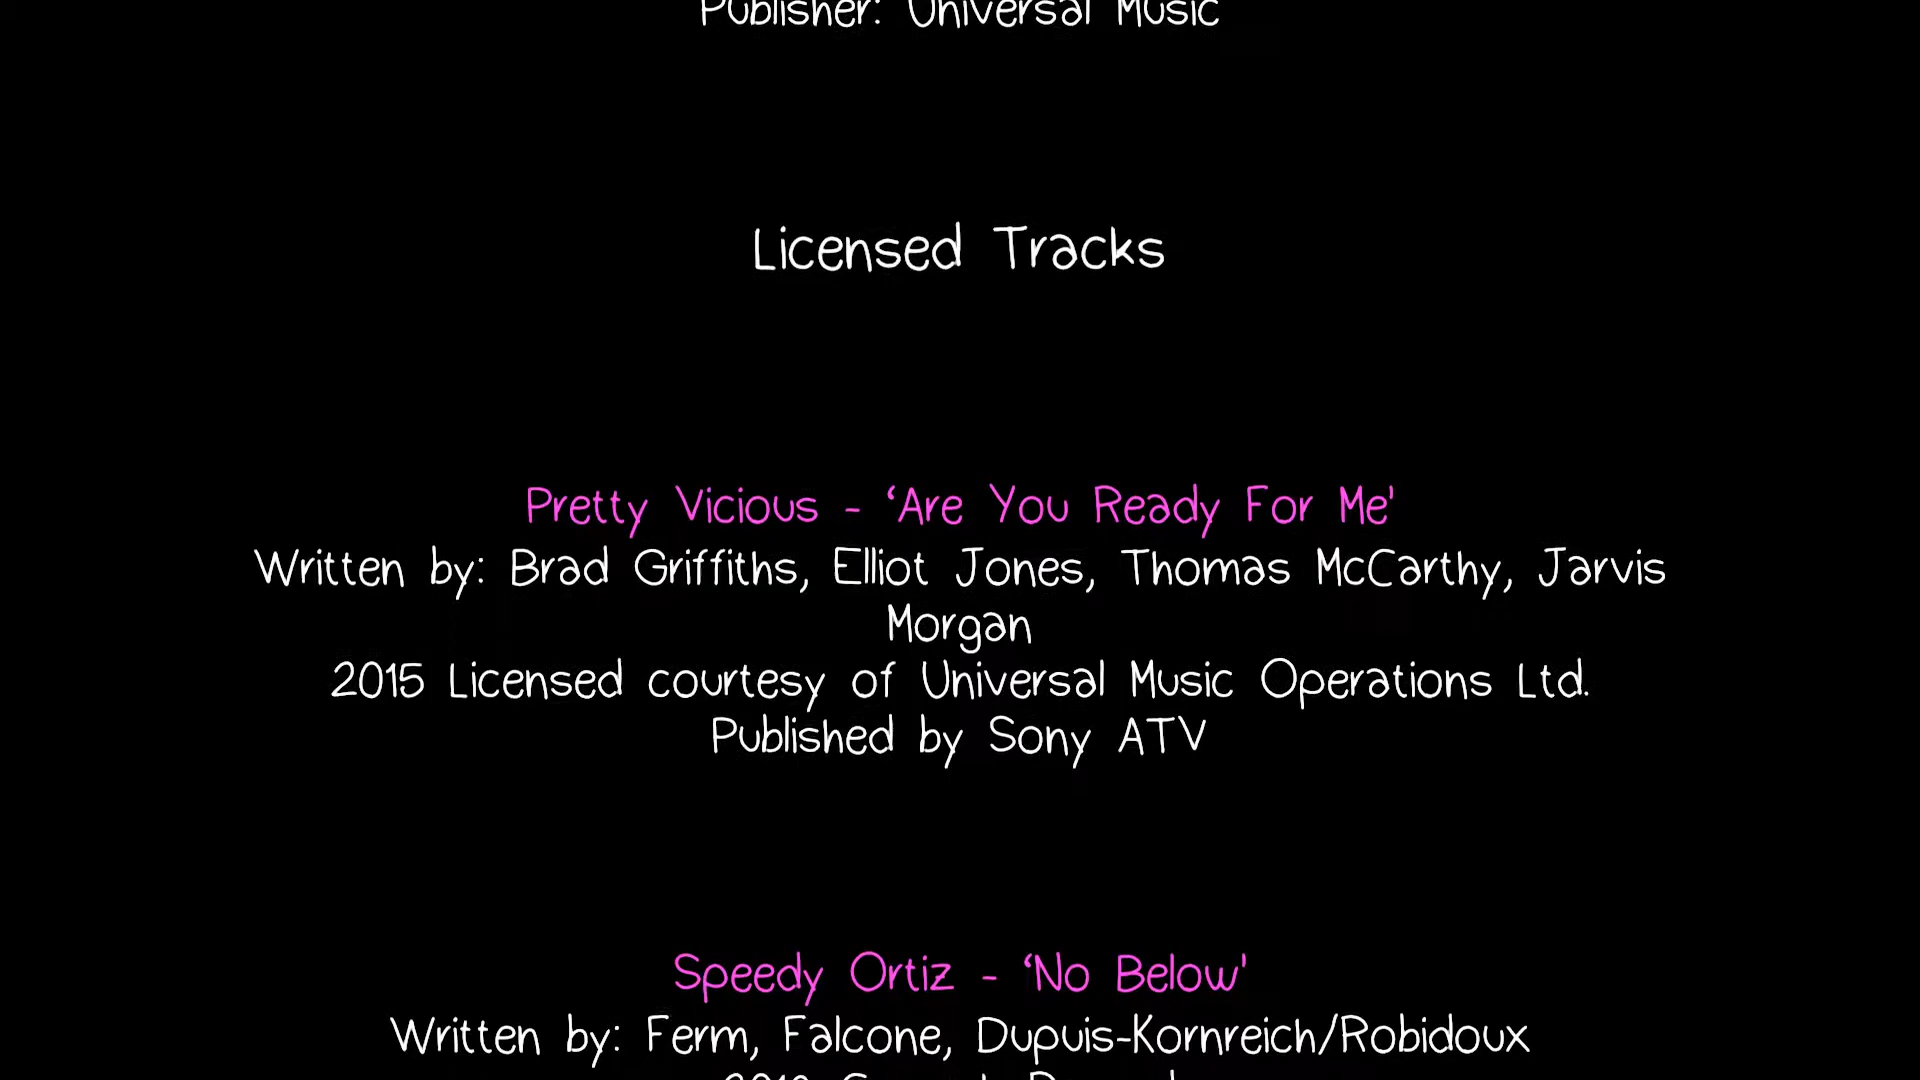 Publisher: Universal Music
Licensed Tracks
Pretty Vicious - ‘Are You Ready For Me'
Written by: Brad Griffiths, Elliot Jones, Thomas McCarthy, Jarvis
Morgan
2015 Licensed courtesy of Universal Music Operations Ltd.
Published by Sony ATV
Speedy Ortiz - ‘No Below'
Written by: Ferm, Falcone, Dupuis-Kornreich/Robidoux